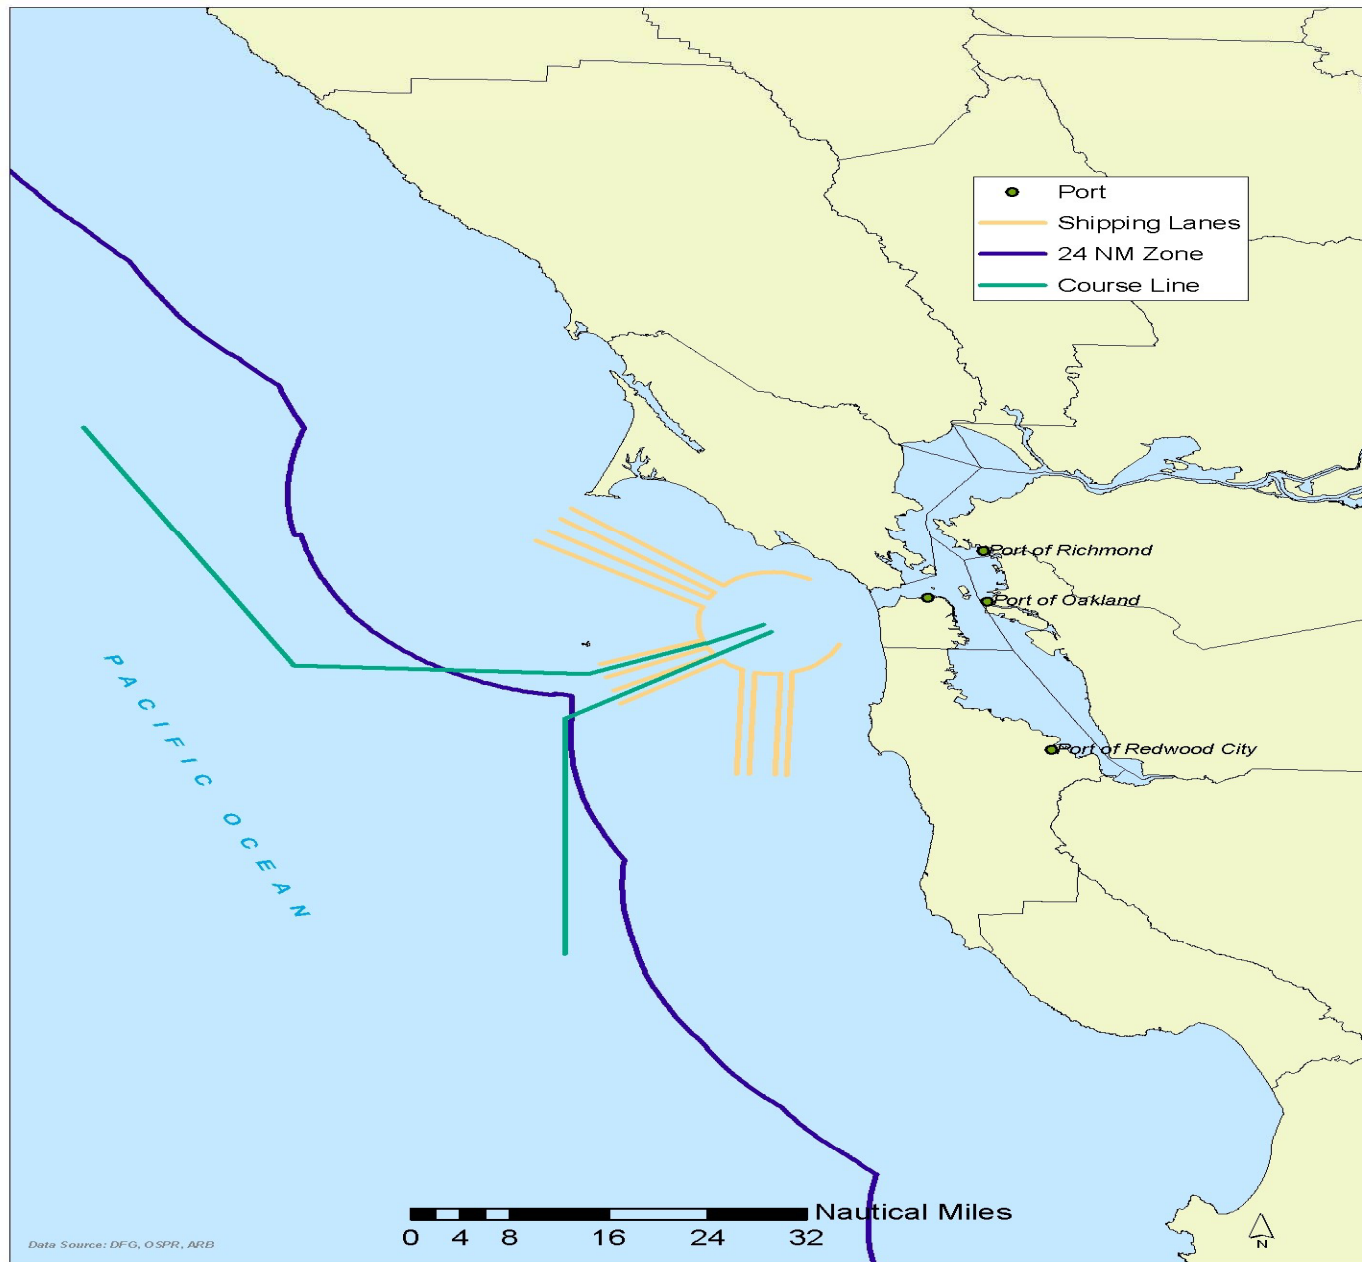 Port
Shipping Lanes
24 NM Zone
Course Line
Port of Richmond
Port of Oakland
PACIFIC OCEAN
Port of Redwood City
Nautical Miles
0 4 8 16 24 32
Data Source: DFG, OSPR, ARB
N